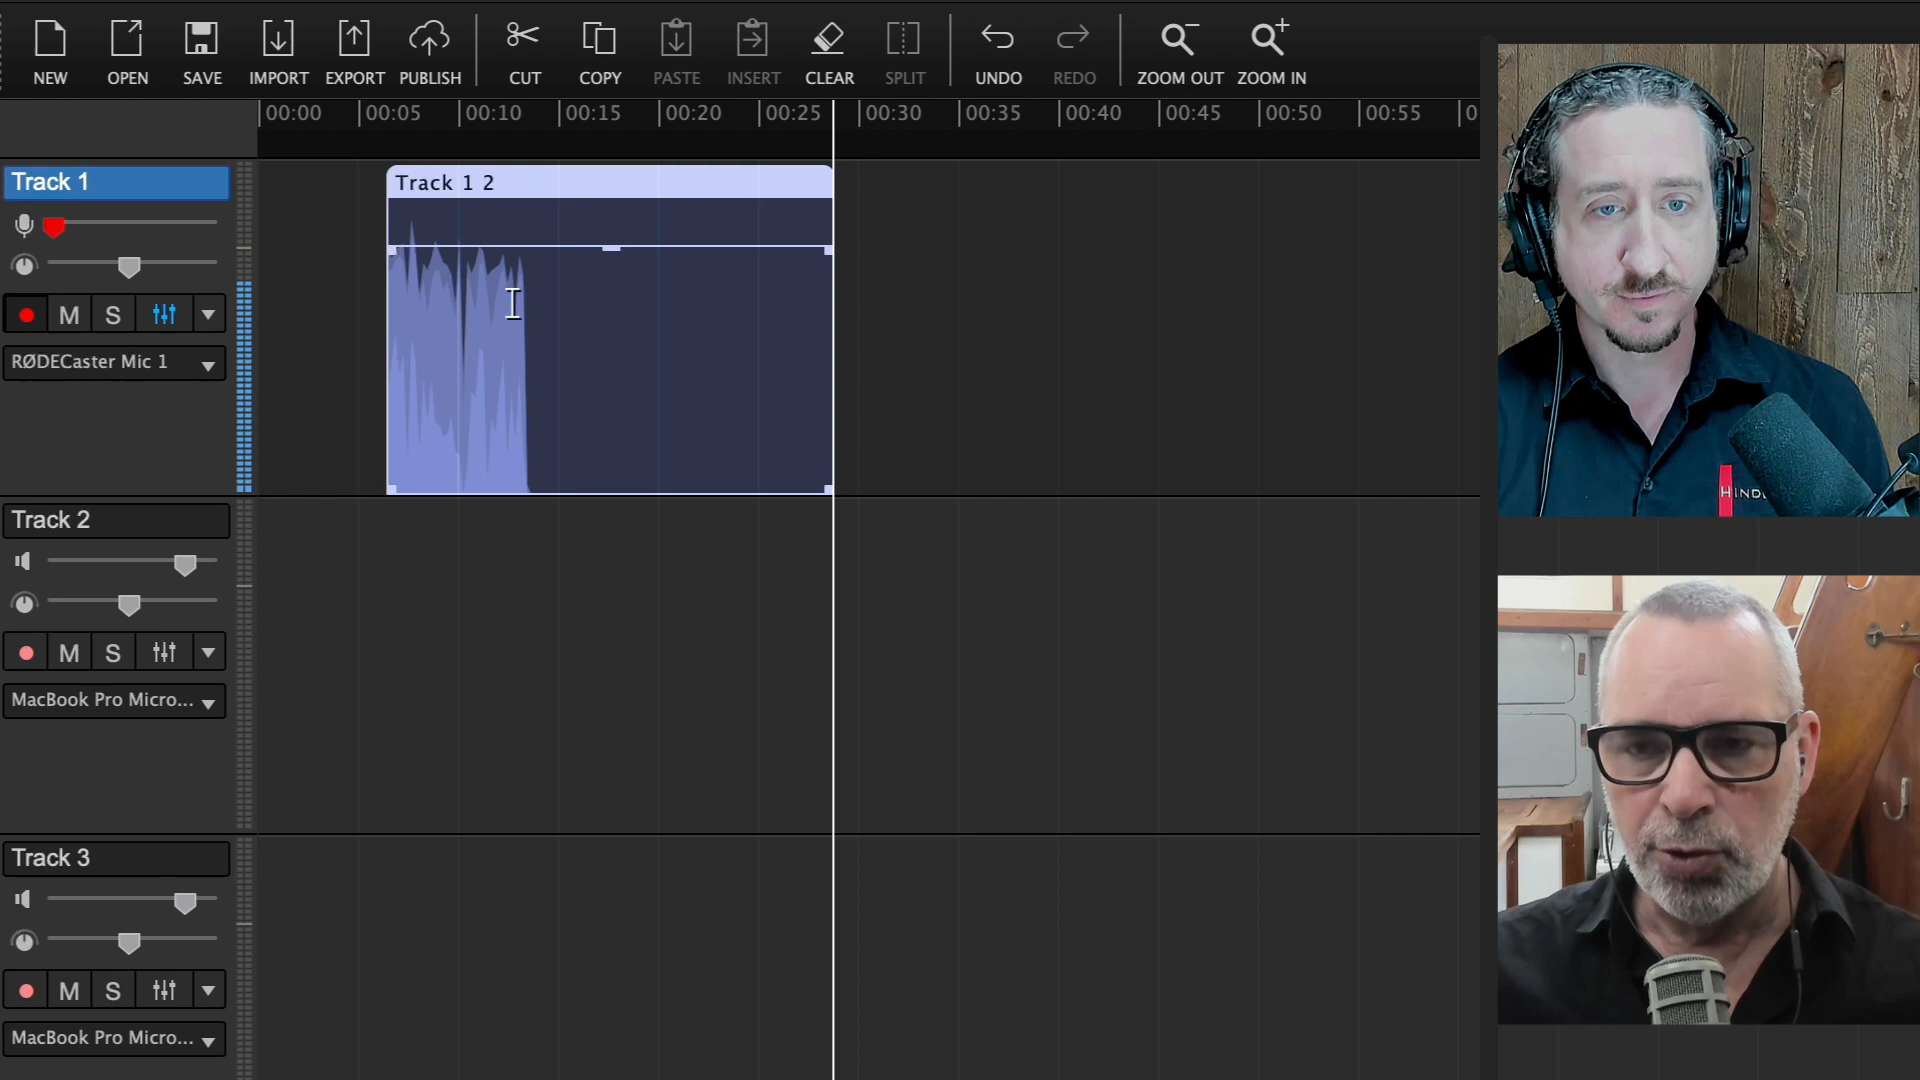 NEW OPEN SAVE IMPORT EXPORT PUBLISH CUT COPY PASTE INSERT CLEAR SPLIT UNDO REDO ZOOM OUT ZOOM IN
00:00 00:05 00:10 00:15 00:20 00:25 00:30 00:35 00:40 00:45 00:50 00:55 0
Track 1
Track 1 2
M S
RØDECaster Mic 1
HIND
Track 2
M S
MacBook Pro Micro...
Track 3
M S
MacBook Pro Micro...